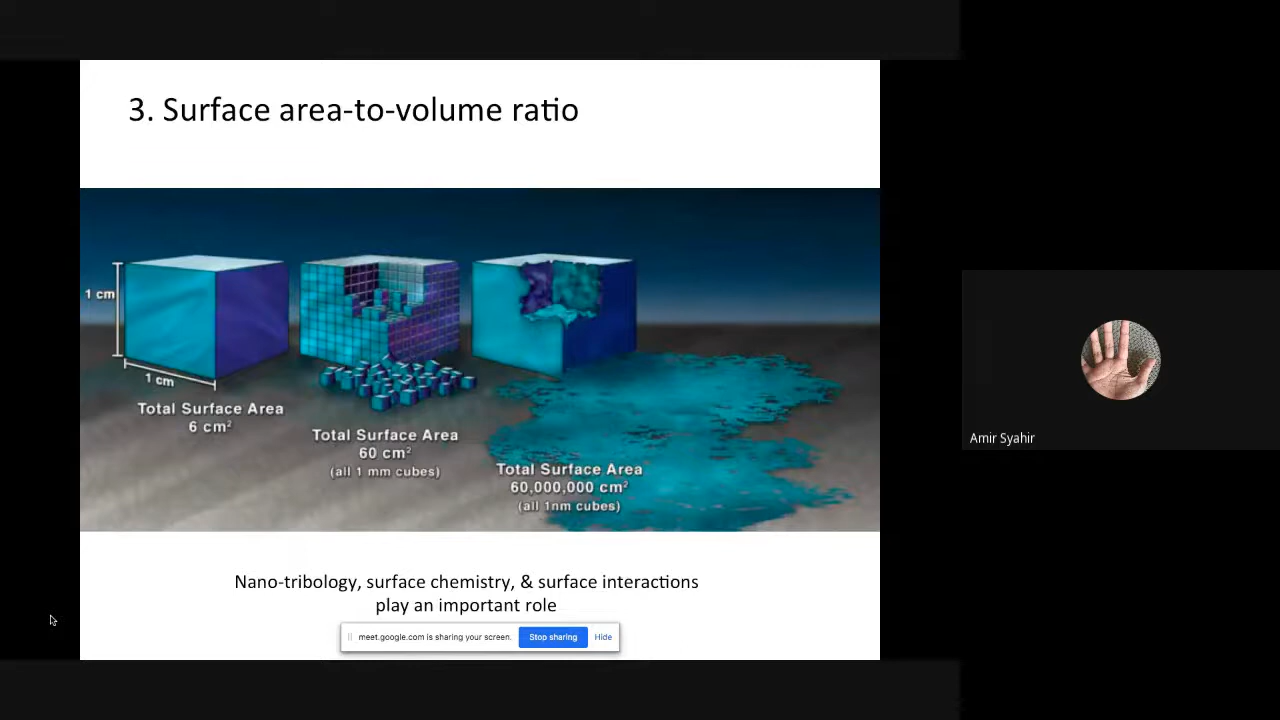 3. Surface area-to-volume ratio
1 cm
1 cm
Total Surface Area
6 cm²
Total Surface Area
60 cm²
(all 1 mm cubes)
Total Surface Area
60,000,000 cm²
(all 1nm cubes)
Nano-tribology, surface chemistry, & surface interactions
play an important role
meet.google.com is sharing your screen. Stop sharing Hide
Amir Syahir